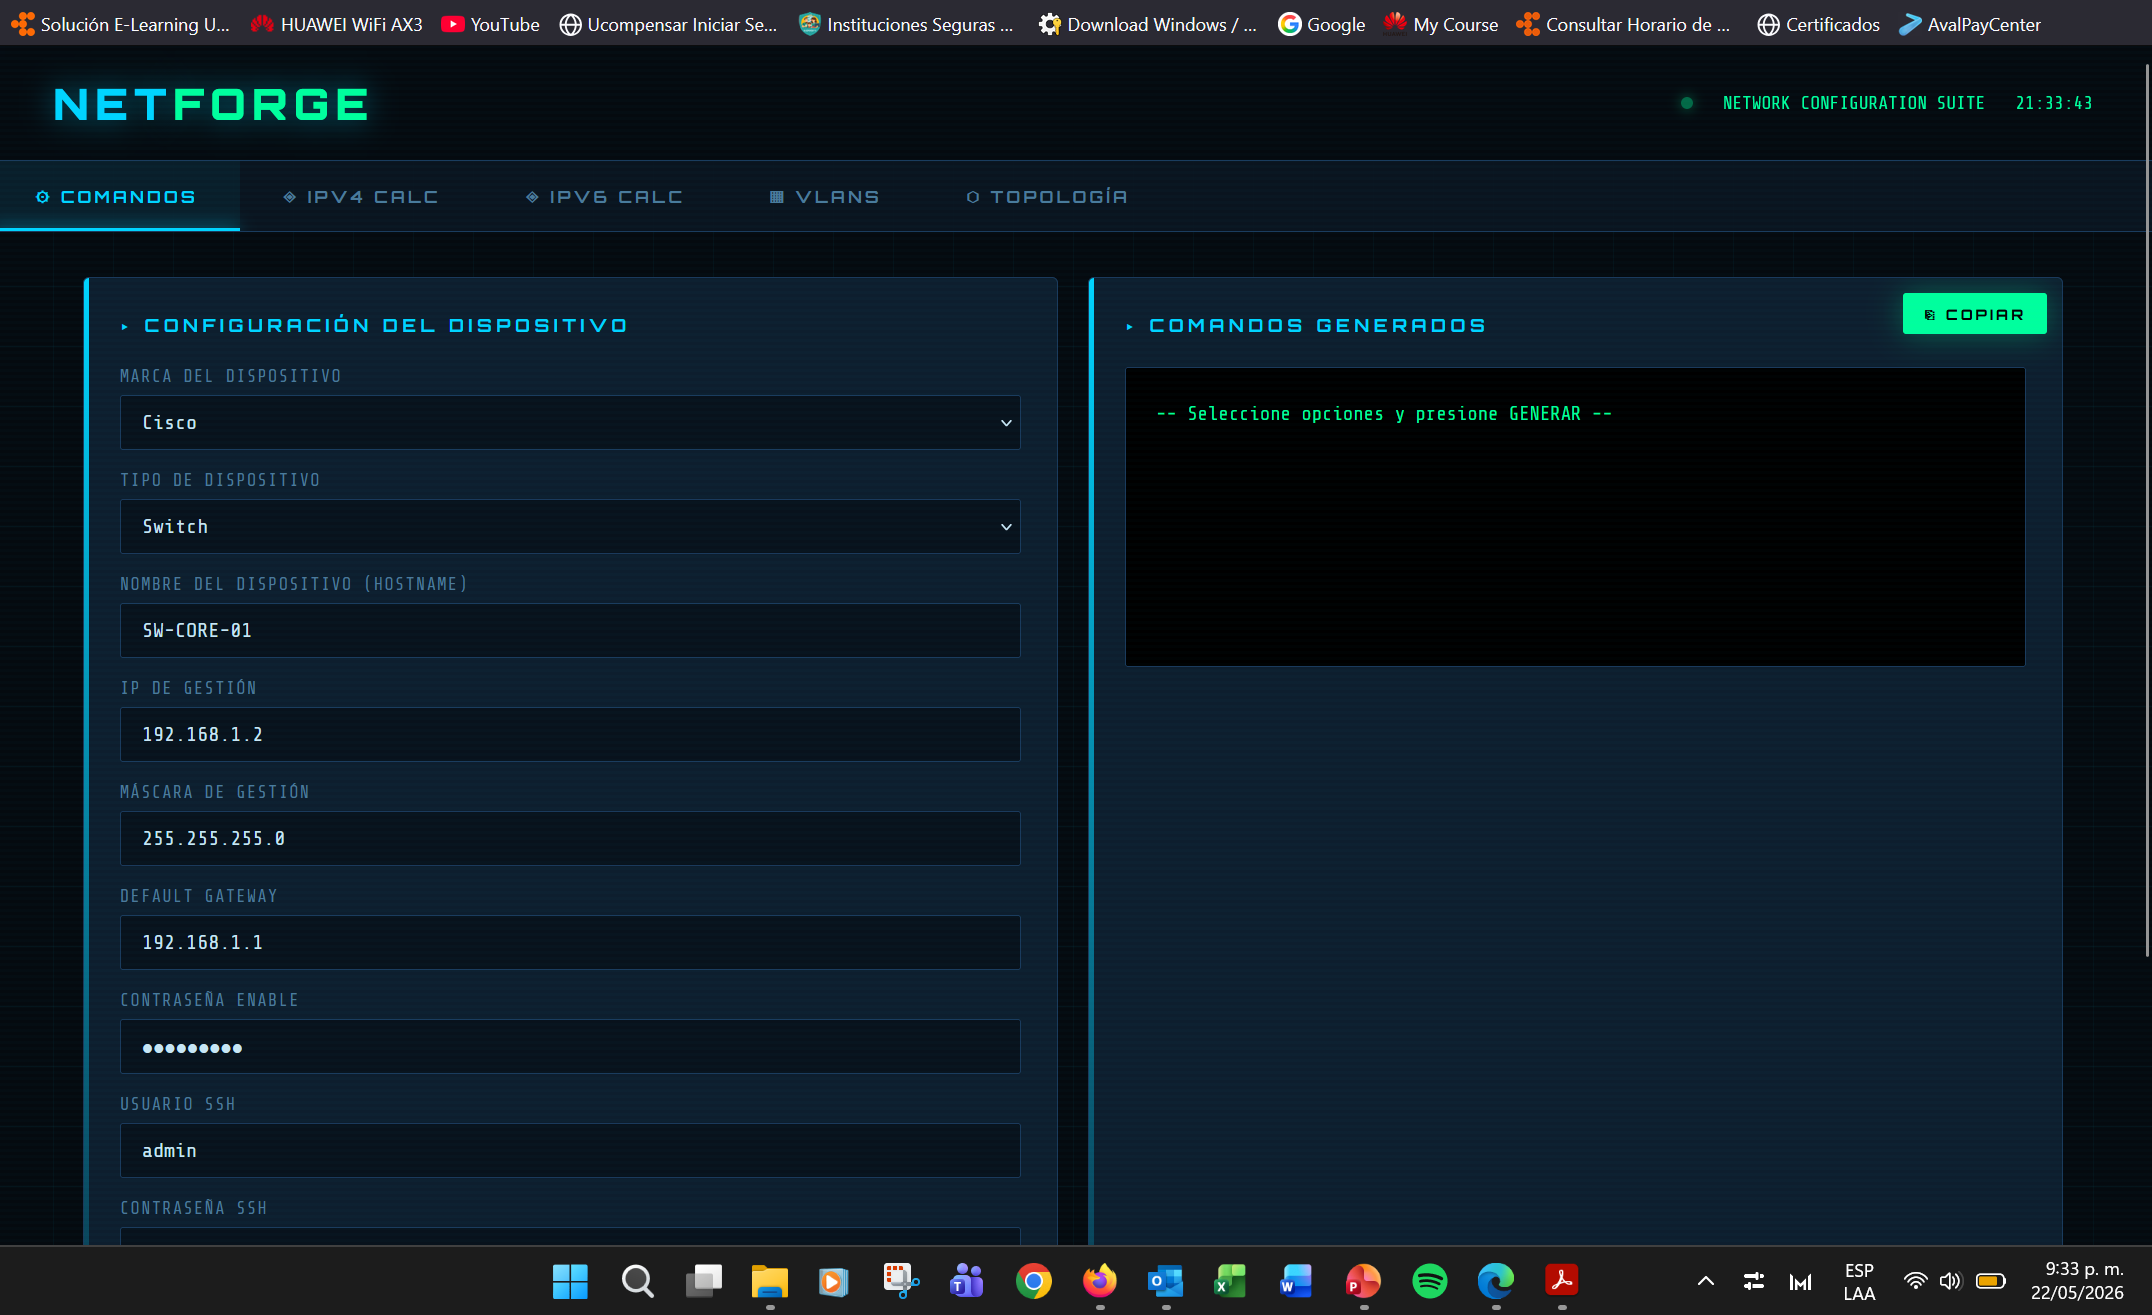 Solución E-Learning U...
HUAWEI WiFi AX3
YouTube
Ucompensar Iniciar Se...
Instituciones Seguras ...
Download Windows / ...
Google
My Course
Consultar Horario de ...
Certificados
AvalPayCenter
NETFORGE
NETWORK CONFIGURATION SUITE 21:33:43
COMANDOS
IPV4 CALC
IPV6 CALC
VLANS
TOPOLOGÍA
CONFIGURACIÓN DEL DISPOSITIVO
MARCA DEL DISPOSITIVO
Cisco
TIPO DE DISPOSITIVO
Switch
NOMBRE DEL DISPOSITIVO (HOSTNAME)
SW-CORE-01
IP DE GESTIÓN
192.168.1.2
MÁSCARA DE GESTIÓN
255.255.255.0
DEFAULT GATEWAY
192.168.1.1
CONTRASEÑA ENABLE
●●●●●●●●●
USUARIO SSH
admin
CONTRASEÑA SSH
COMANDOS GENERADOS
COPIAR
-- Seleccione opciones y presione GENERAR --
ESP
LAA
9:33 p. m.
22/05/2026